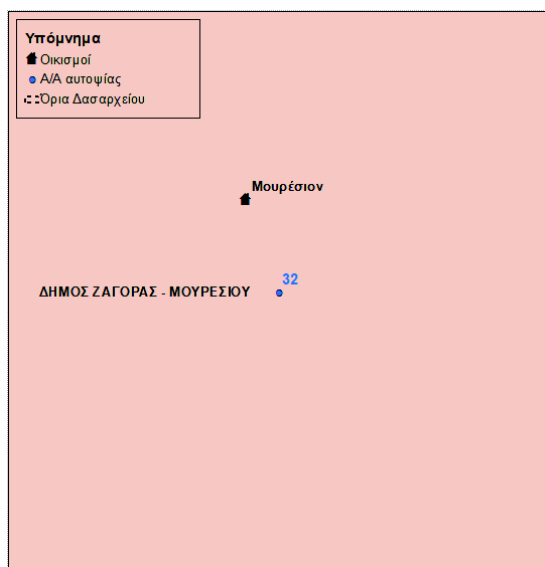 Υπόμνημα
Οικισμοί
Α/Α αυτοψίας
Όρια Δασαρχείου
Μουρέσιον
32
ΔΗΜΟΣ ΖΑΓΟΡΑΣ - ΜΟΥΡΕΣΙΟΥ